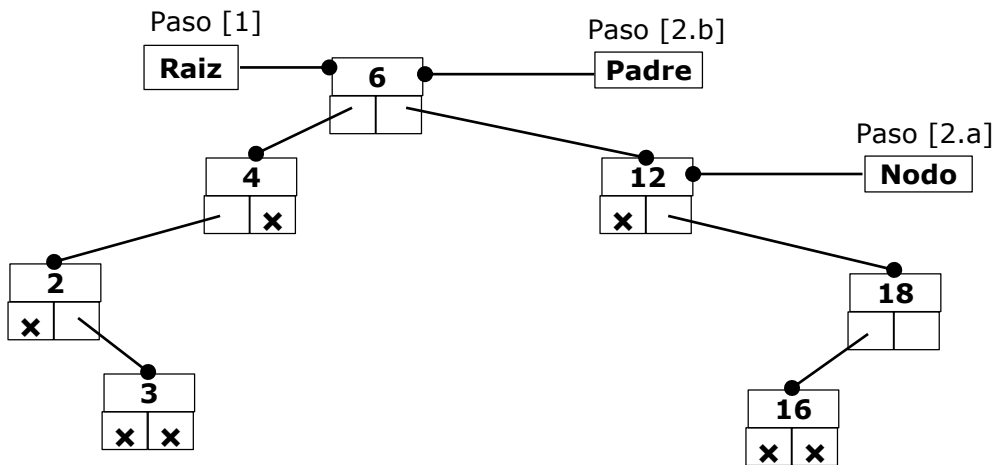 Paso [1]
Raiz
Paso [2.b]
Padre
6
Paso [2.a]
Nodo
4
12
×
×
2
18
×
3
16
× ×
× ×